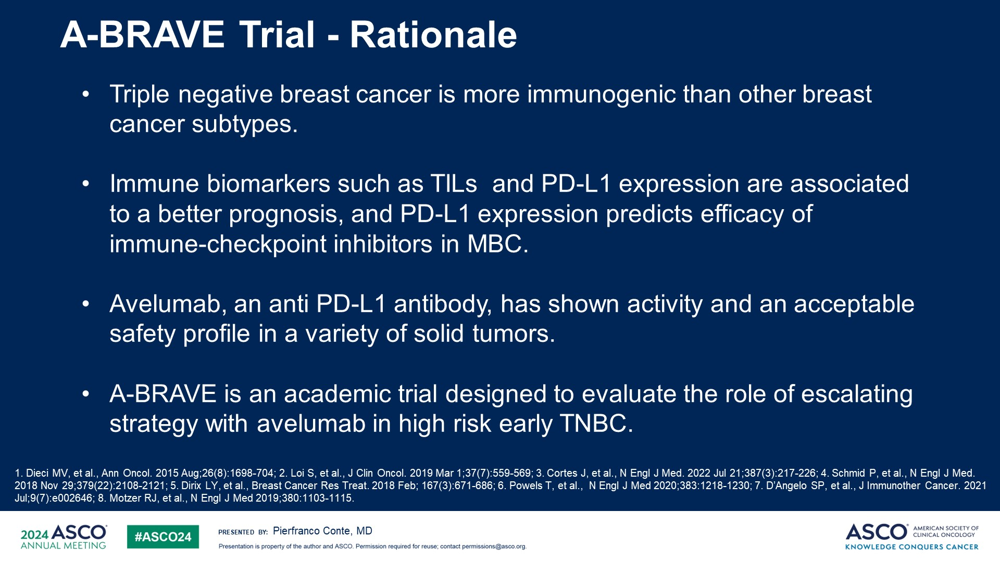 A-BRAVE Trial - Rationale
• Triple negative breast cancer is more immunogenic than other breast
cancer subtypes.
• Immune biomarkers such as TILs  and PD-L1 expression are associated
to a better prognosis, and PD-L1 expression predicts efficacy of
immune-checkpoint inhibitors in MBC.
• Avelumab, an anti PD-L1 antibody, has shown activity and an acceptable
safety profile in a variety of solid tumors.
• A-BRAVE is an academic trial designed to evaluate the role of escalating
strategy with avelumab in high risk early TNBC.
1. Dieci MV, et al., Ann Oncol. 2015 Aug;26(8):1698-704; 2. Loi S, et al., J Clin Oncol. 2019 Mar 1;37(7):559-569; 3. Cortes J, et al., N Engl J Med. 2022 Jul 21;387(3):217-226; 4. Schmid P, et al., N Engl J Med.
2018 Nov 29;379(22):2108-2121; 5. Dirix LY, et al., Breast Cancer Res Treat. 2018 Feb; 167(3):671-686; 6. Powels T, et al.,  N Engl J Med 2020;383:1218-1230; 7. D’Angelo SP, et al., J Immunother Cancer. 2021
Jul;9(7):e002646; 8. Motzer RJ, et al., N Engl J Med 2019;380:1103-1115.
2024 ASCO®
ANNUAL MEETING
#ASCO24
PRESENTED BY: Pierfranco Conte, MD
Presentation is property of the author and ASCO. Permission required for reuse; contact permissions@asco.org.
ASCO® AMERICAN SOCIETY OF
CLINICAL ONCOLOGY
KNOWLEDGE CONQUERS CANCER